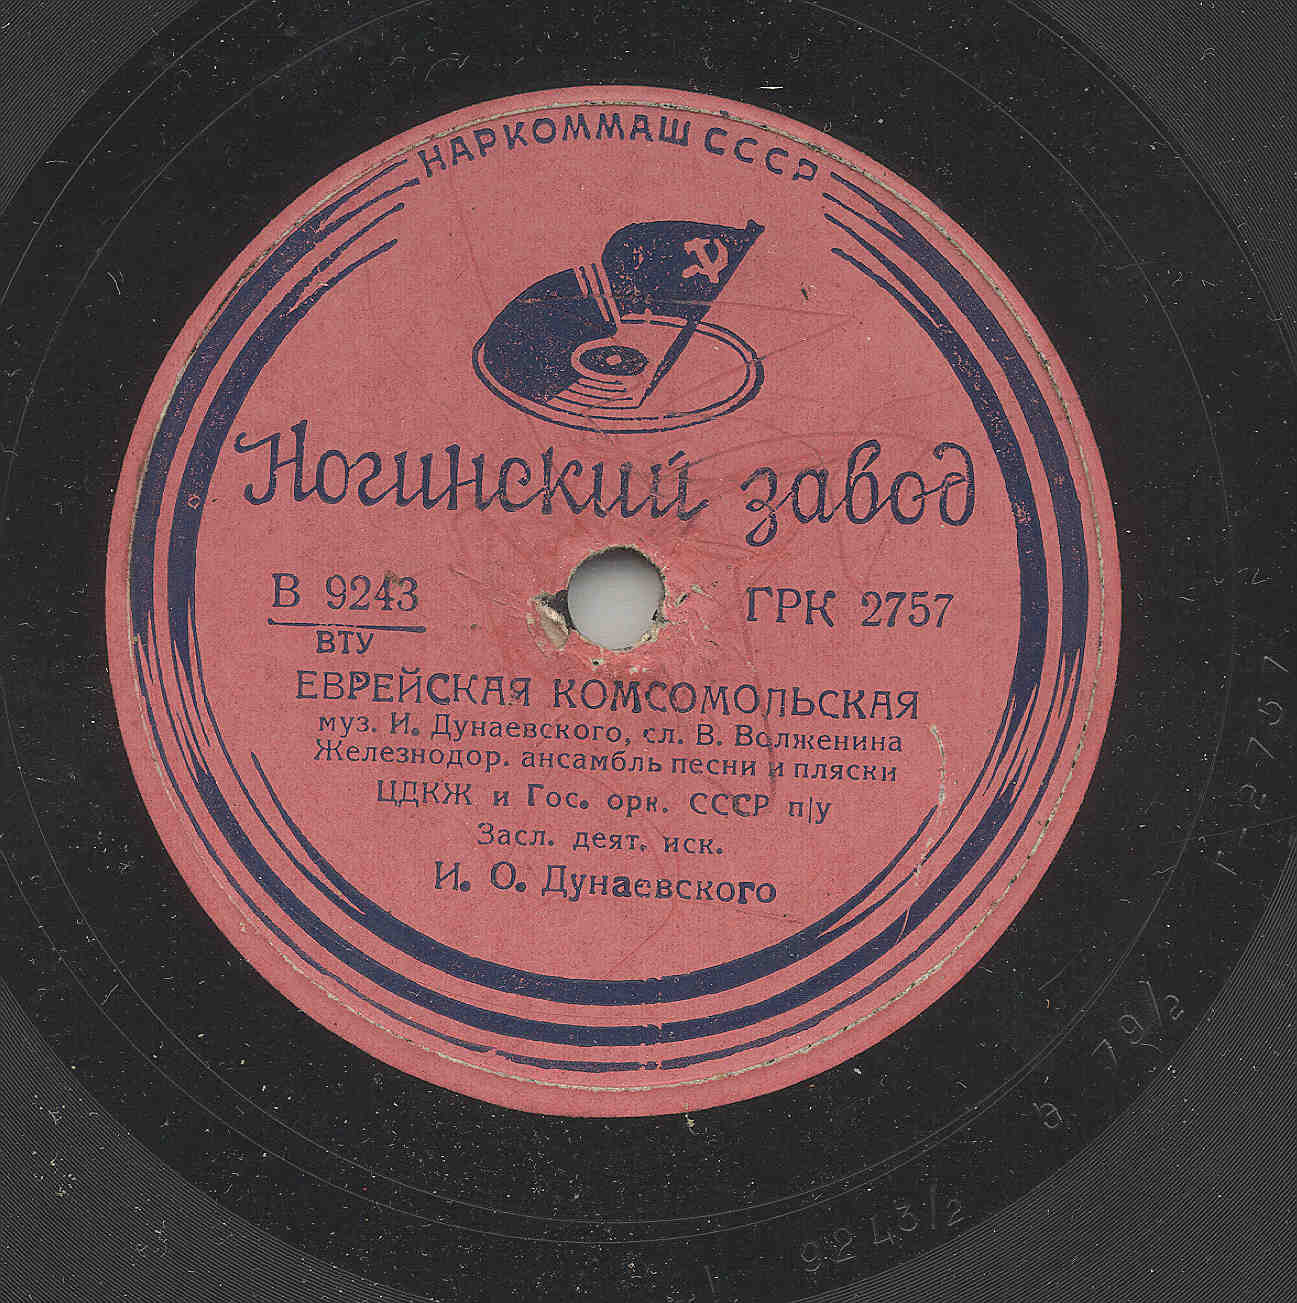 НАРКОММАШ СССР
Ногинский завод
В 9243 ГРК 2757
ВТУ
ЕВРЕЙСКАЯ КОМСОМОЛЬСКАЯ
муз. И. Дунаевского, сл. В. Волженина
Железнодор. ансамбль песни и пляски
ЦДКЖ и Гос. орк. СССР п/у
Засл. деят. иск.
И. О. Дунаевского
9243/2